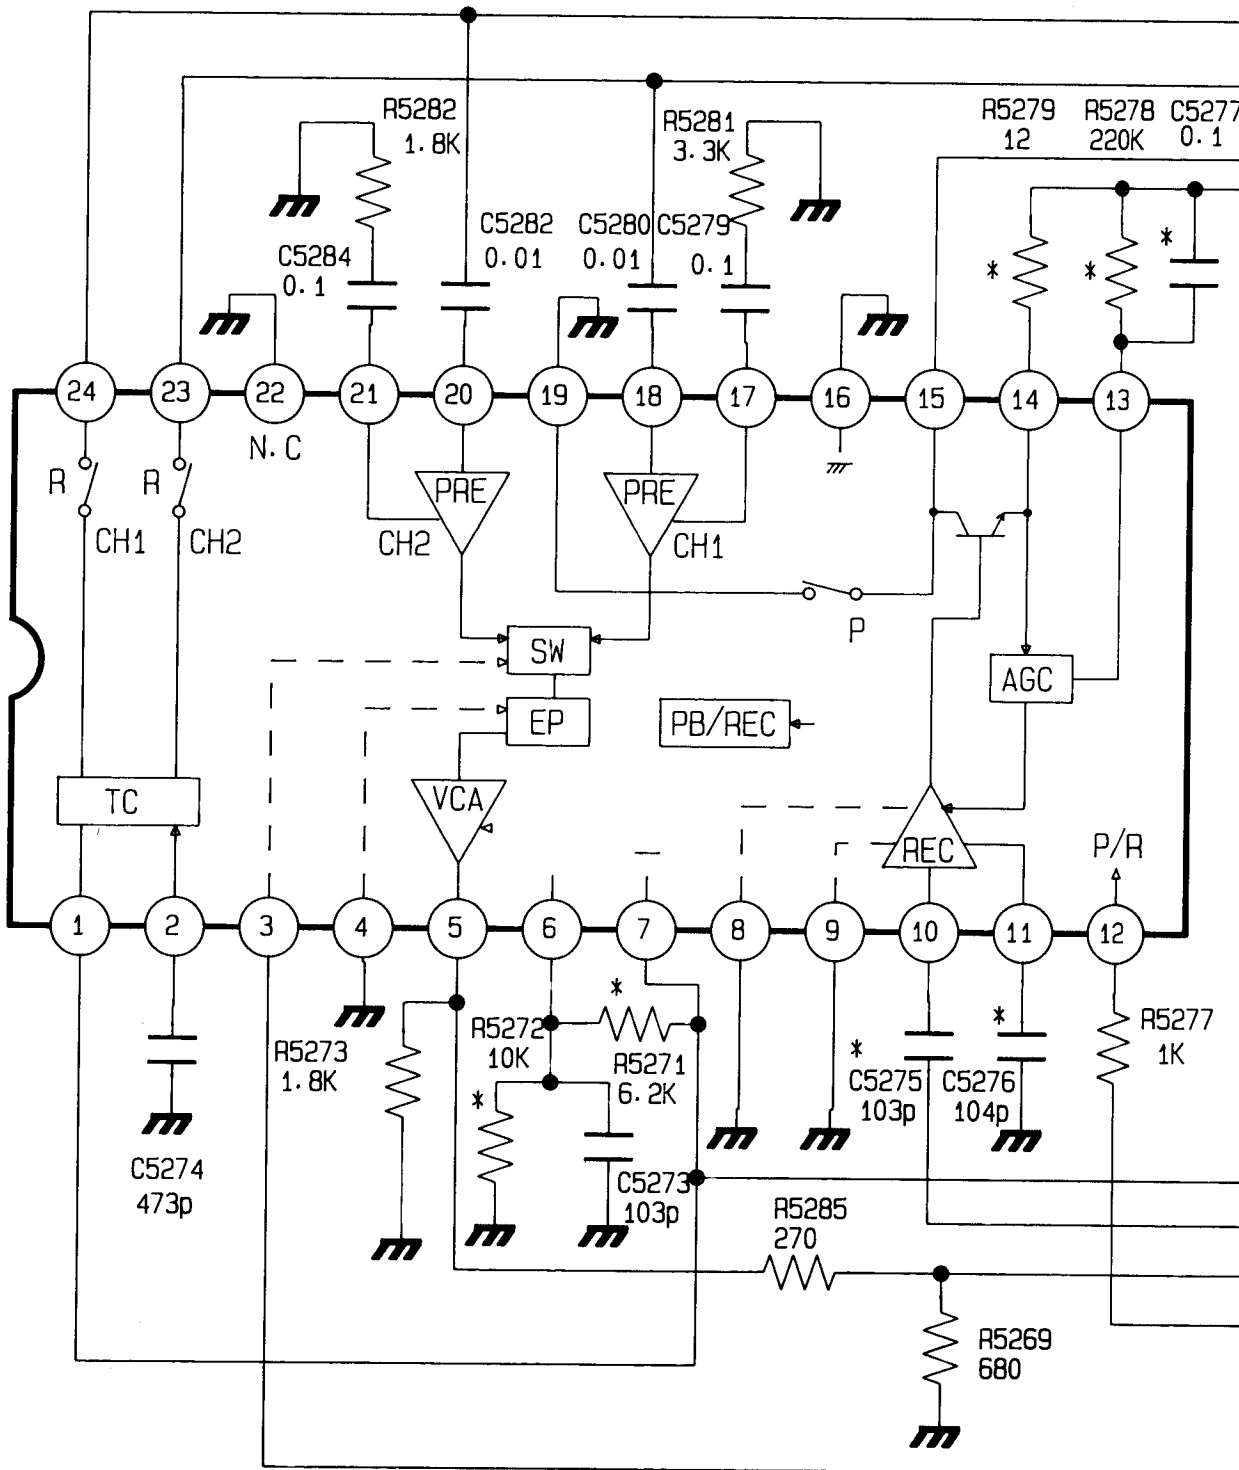 R5282
1.8K
R5281
3.3K
R5279
12
R5278
220K
C5277
0.1
C5284
0.1
C5282
0.01
C5280
0.01
C5279
0.1
*
*
*
24
23
22
21
20
19
18
17
16
15
14
13
N.C
R
CH1
R
CH2
PRE
CH2
PRE
CH1
P
SW
EP
PB/REC
AGC
TC
VCA
REC
P/R
1
2
3
4
5
6
7
8
9
10
11
12
C5274
473p
R5273
1.8K
R5272
10K
*
*
R5271
6.2K
C5273
103p
*
C5275
103p
*
C5276
104p
R5277
1K
R5285
270
R5269
680